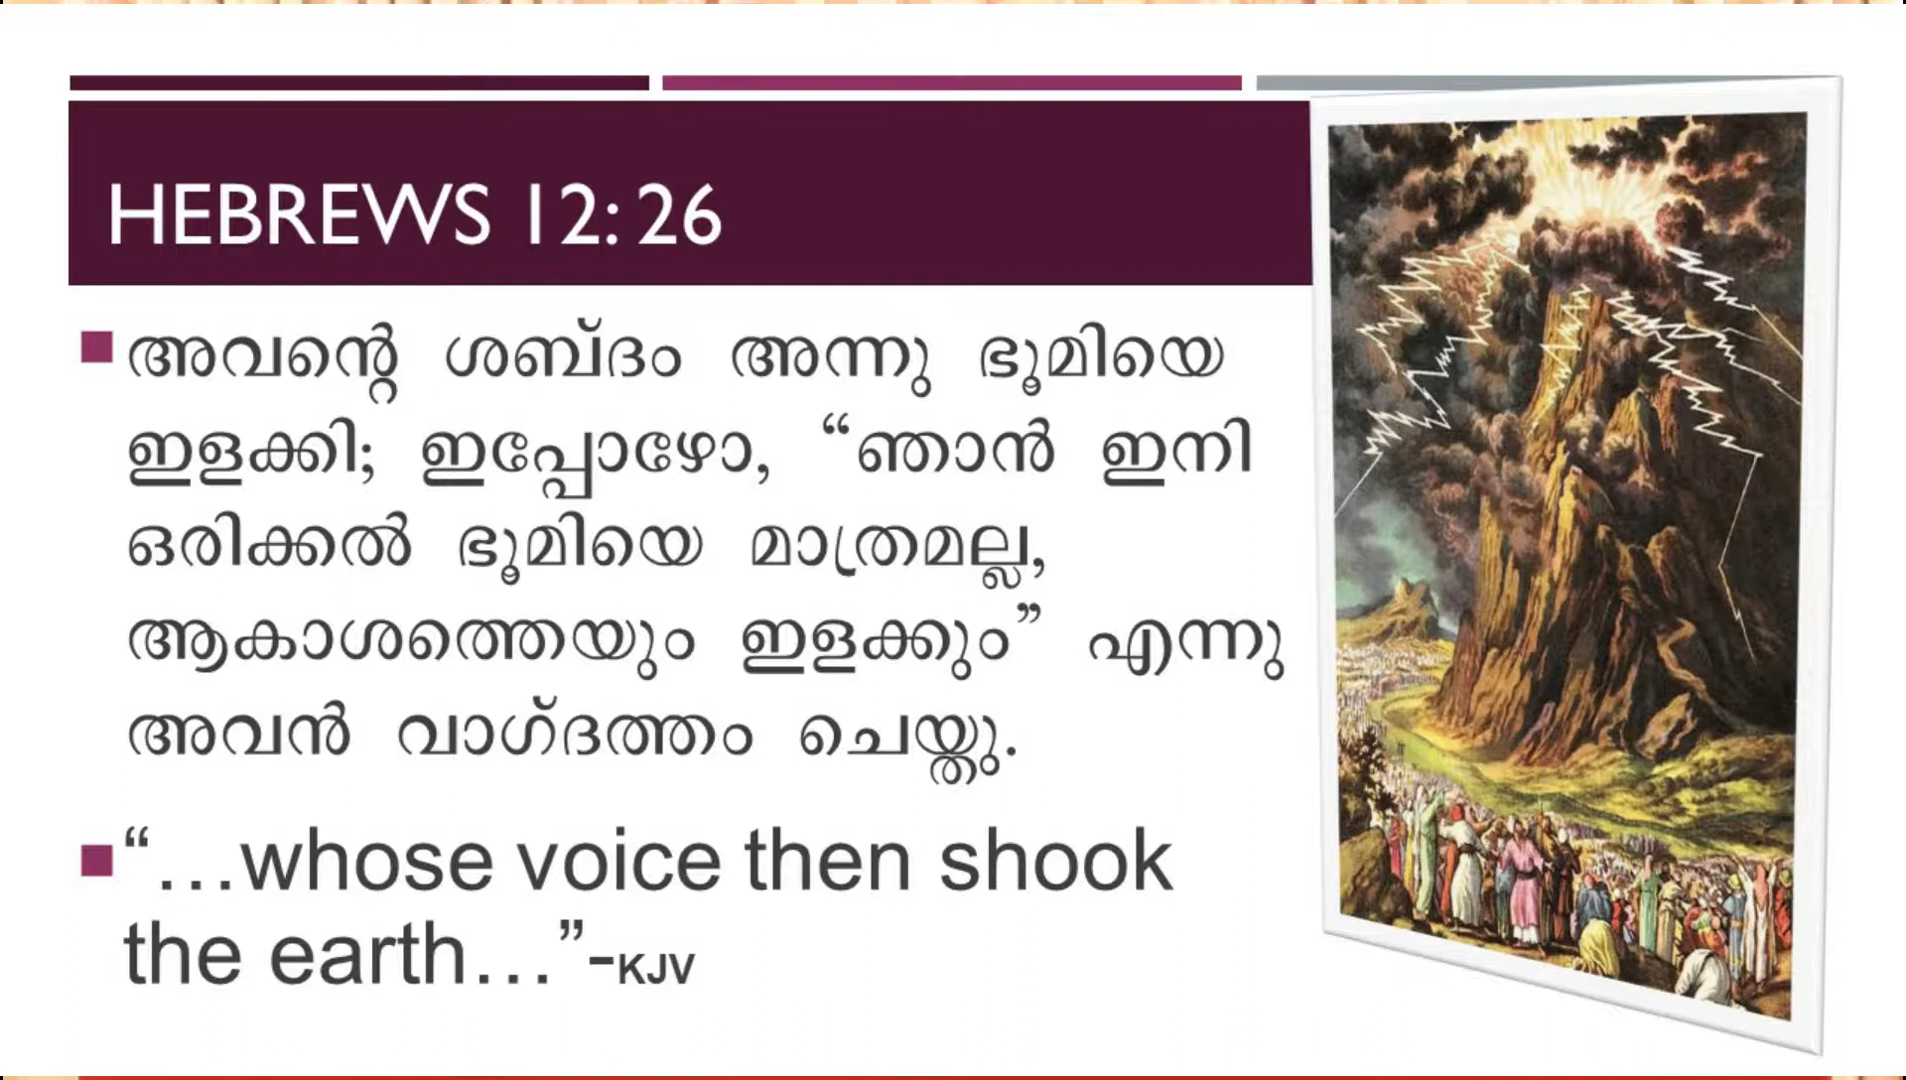 HEBREWS 12: 26
അവന്റെ ശബ്ദം അന്നു ഭൂമിയെ
ഇളക്കി; ഇപ്പോഴോ, “ഞാൻ ഇനി
ഒരിക്കൽ ഭൂമിയെ മാത്രമല്ല,
ആകാശത്തെയും ഇളക്കും” എന്നു
അവൻ വാഗ്ദത്തം ചെയ്തു.
“…whose voice then shook
the earth…”-KJV